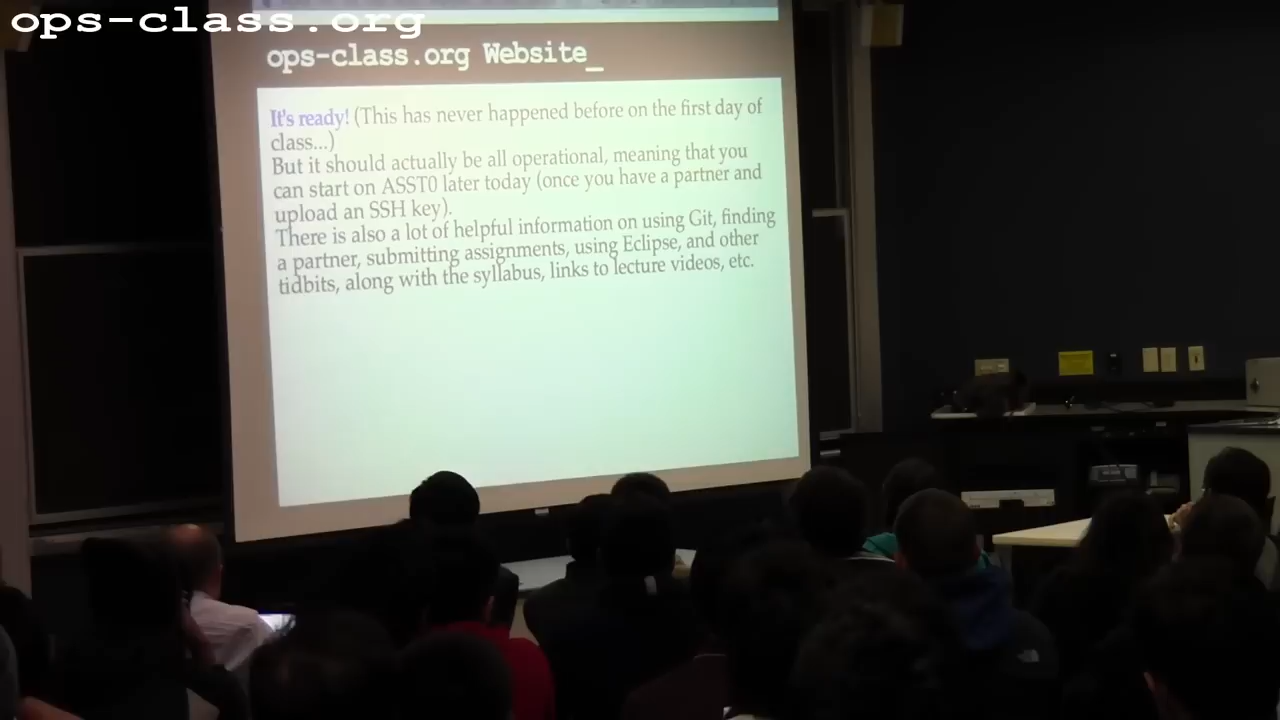 ops-class.org
ops-class.org Website_
It's ready! (This has never happened before on the first day of
class...)
But it should actually be all operational, meaning that you
can start on ASST0 later today (once you have a partner and
upload an SSH key).
There is also a lot of helpful information on using Git, finding
a partner, submitting assignments, using Eclipse, and other
tidbits, along with the syllabus, links to lecture videos, etc.